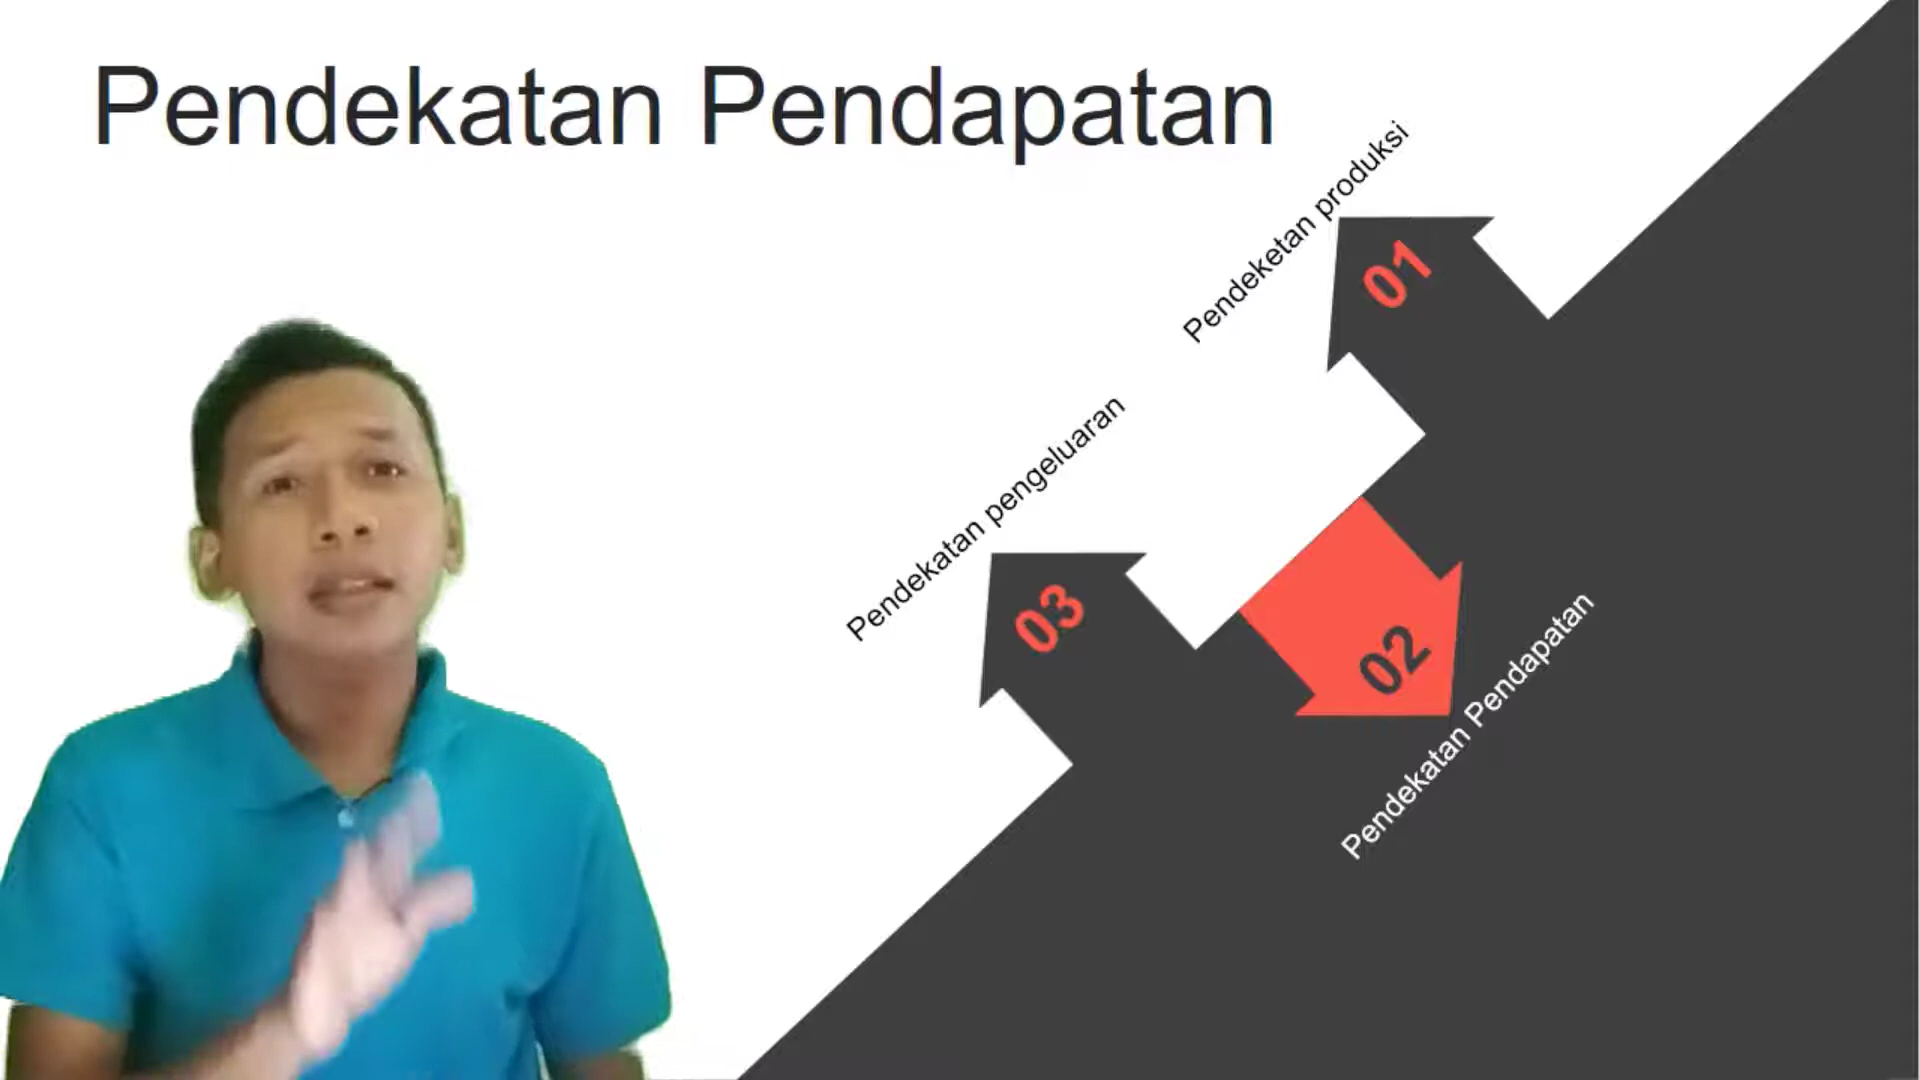 Pendekatan Pendapatan
Pendeketan produksi
01
Pendekatan pengeluaran
03
02
Pendekatan Pendapatan